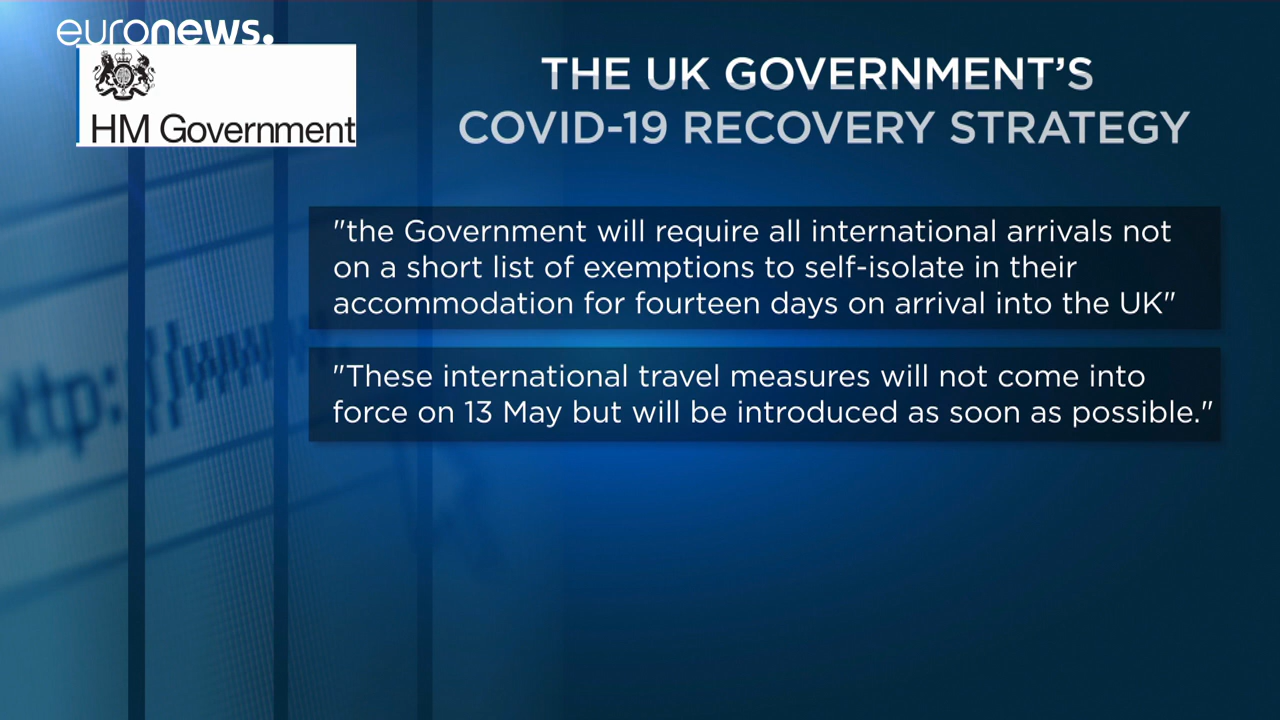 euronews.
HM Government
THE UK GOVERNMENT'S
COVID-19 RECOVERY STRATEGY
"the Government will require all international arrivals not
on a short list of exemptions to self-isolate in their
accommodation for fourteen days on arrival into the UK"
http://www.
"These international travel measures will not come into
force on 13 May but will be introduced as soon as possible."